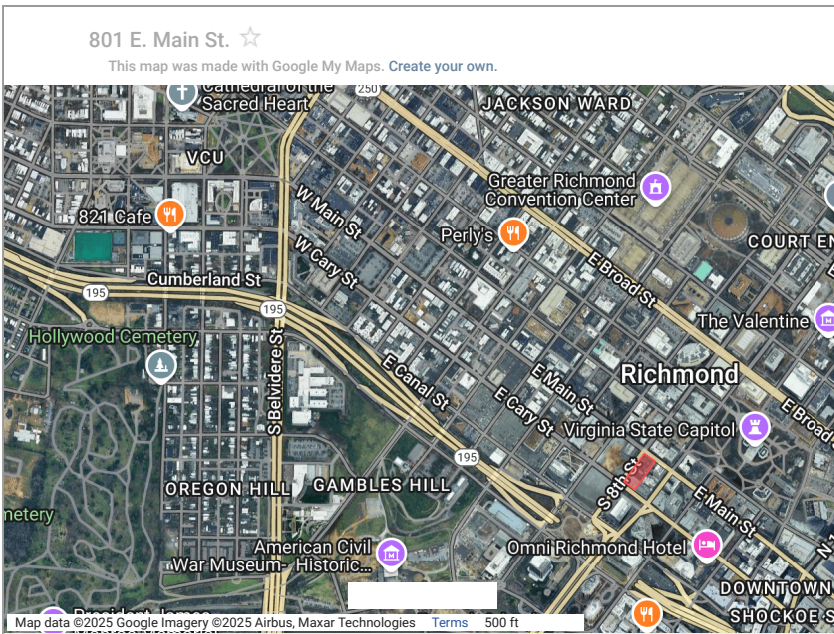 801 E. Main St.
This map was made with Google My Maps. Create your own.
Cathedral of the
Sacred Heart
250
JACKSON WARD
VCU
Greater Richmond
Convention Center
W Main St
821 Cafe
Perly's
COURT EN
W Cary St
E Broad St
Cumberland St
195
195
The Valentine
Hollywood Cemetery
S Belvidere St
E Canal St
E Main St
Richmond
E Cary St
E Broad
Virginia State Capitol
195
S 8th St
OREGON HILL
GAMBLES HILL
E Main St
metery
American Civil
War Museum- Historic...
Omni Richmond Hotel
DOWNTOWN
SHOCKOE S
President James
Map data ©2025 Google Imagery ©2025 Airbus, Maxar Technologies Terms 500 ft